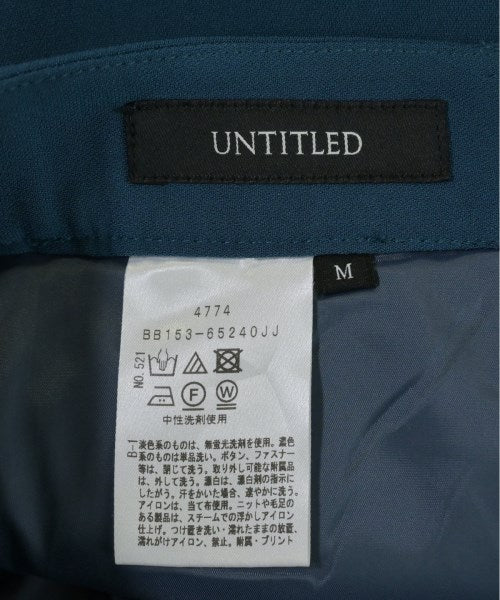 UNTITLED
M
4774
BB153-65240JJ
NO.521
F W
中性洗剤使用
B-1
淡色系のものは、無蛍光洗剤を使用。濃色
系のものは単品洗い。ボタン、ファスナー
等は、閉じて洗う。取り外し可能な附属品
は、外して洗う。漂白は、漂白剤の指示に
したがう。汗をかいた場合、速やかに洗う。
アイロンは、当て布使用。ニットや毛足の
ある製品は、スチームでの浮かしアイロン
仕上げ。つけ置き洗い・濡れたままの放置、
濡れがけアイロン、禁止。附属・プリント